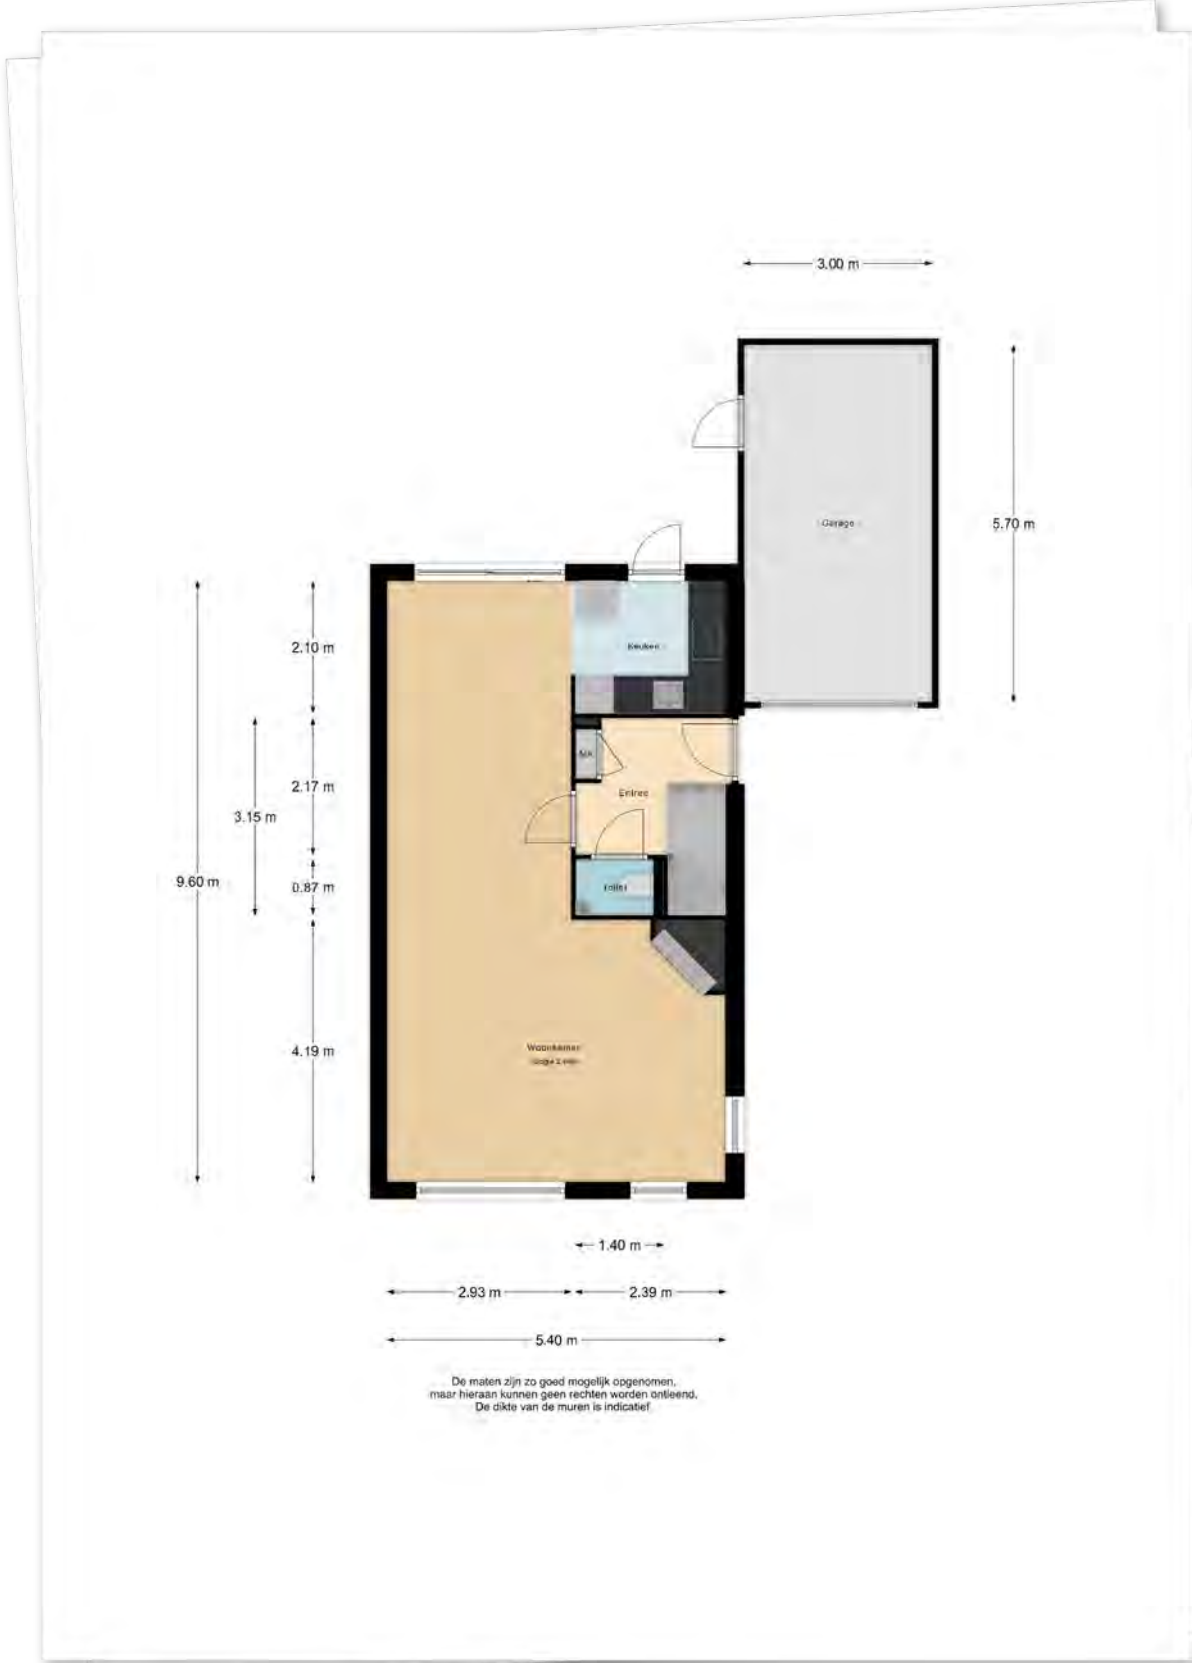 3.00 m
5.70 m
Garage
2.10 m
Keuken
MK
2.17 m
3.15 m
Entree
9.60 m
0.87 m
Toilet
4.19 m
Woonkamer
1.40 m
2.93 m
2.39 m
5.40 m
De maten zijn zo goed mogelijk opgenomen,
maar hieraan kunnen geen rechten worden ontleend.
De dikte van de muren is indicatief